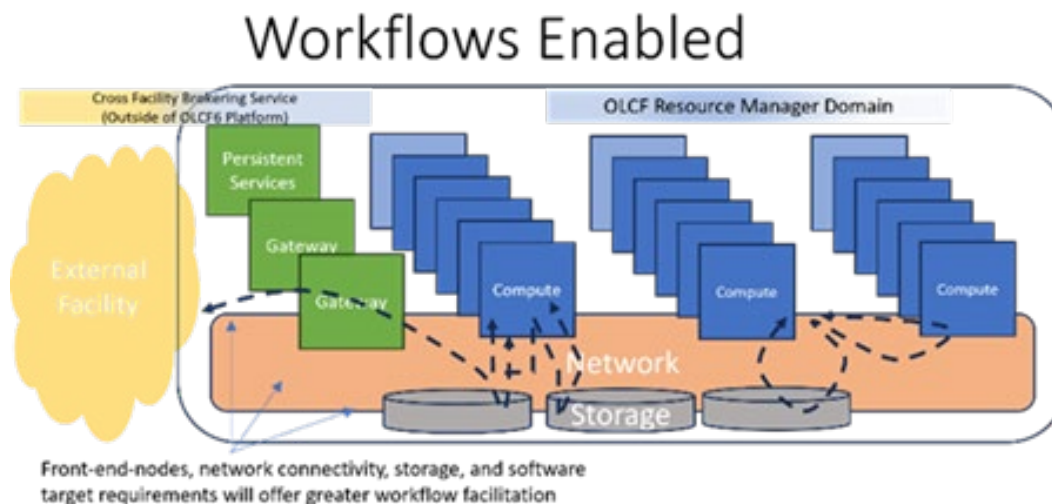 Workflows Enabled
Cross Facility Brokering Service
(Outside of OLCF6 Platform)
OLCF Resource Manager Domain
Persistent
Services
Gateway
Gateway
External
Facility
Compute
Compute
Compute
Network
Storage
Front-end-nodes, network connectivity, storage, and software
target requirements will offer greater workflow facilitation